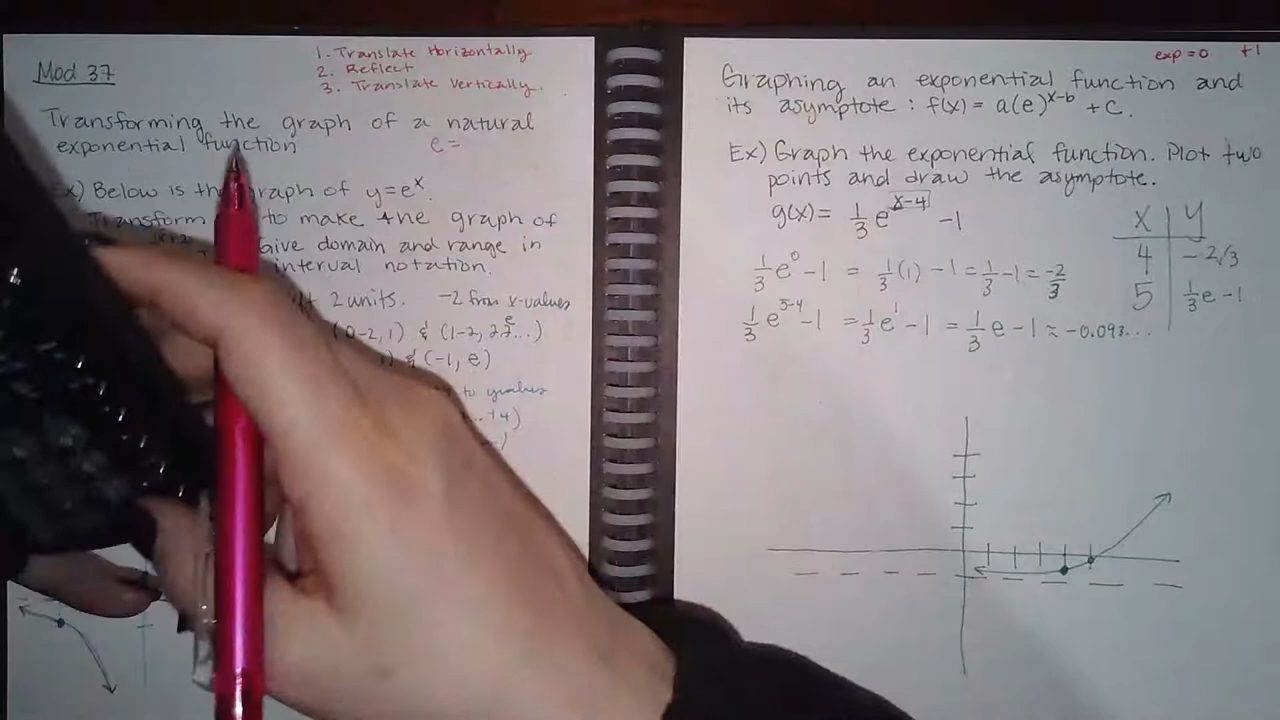 Mod 37
1. Translate Horizontally
2. Reflect
3. Translate Vertically.
Transforming the graph of a natural
exponential function
e=
Ex) Below is the graph of y=e^x.
Transform to make the graph of
Give domain and range in
interval notation.
2 units. -2 from x-values
(0-2, 1) & (1-2, e
& (-1, e)
to y values
+4)
exp=0 +1
Graphing an exponential function and
its asymptote : f(x) = a(e)^x-b + C.
Ex) Graph the exponential function. Plot two
points and draw the asymptote.
g(x) = 1/3 e^x-4 -1
x | y
4 | -2/3
5 | 1/3 e -1
1/3 e^0 -1 = 1/3 (1) -1 = 1/3 -1 = -2/3
1/3 e^5-4 -1 = 1/3 e^1 -1 = 1/3 e -1 ≈ -0.093...